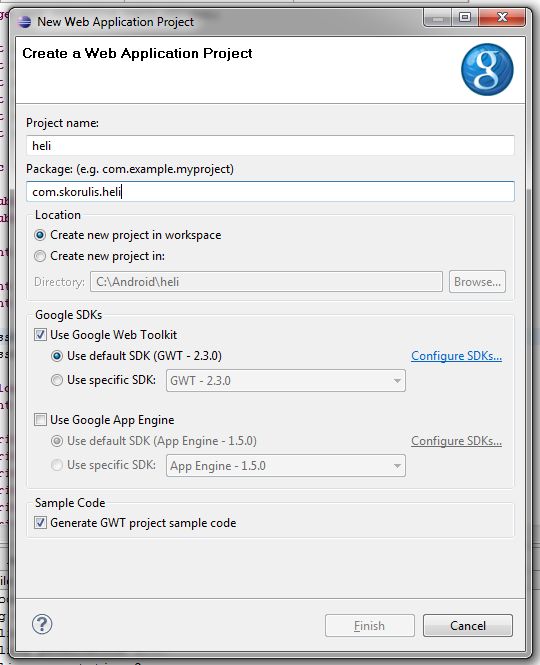 New Web Application Project
Create a Web Application Project
g
Project name:
heli
Package: (e.g. com.example.myproject)
com.skorulis.heli
Location
Create new project in workspace
Create new project in:
Directory: C:\Android\heli Browse...
Google SDKs
Use Google Web Toolkit
Use default SDK (GWT - 2.3.0) Configure SDKs...
Use specific SDK: GWT - 2.3.0
Use Google App Engine
Use default SDK (App Engine - 1.5.0) Configure SDKs...
Use specific SDK: App Engine - 1.5.0
Sample Code
Generate GWT project sample code
? Finish Cancel